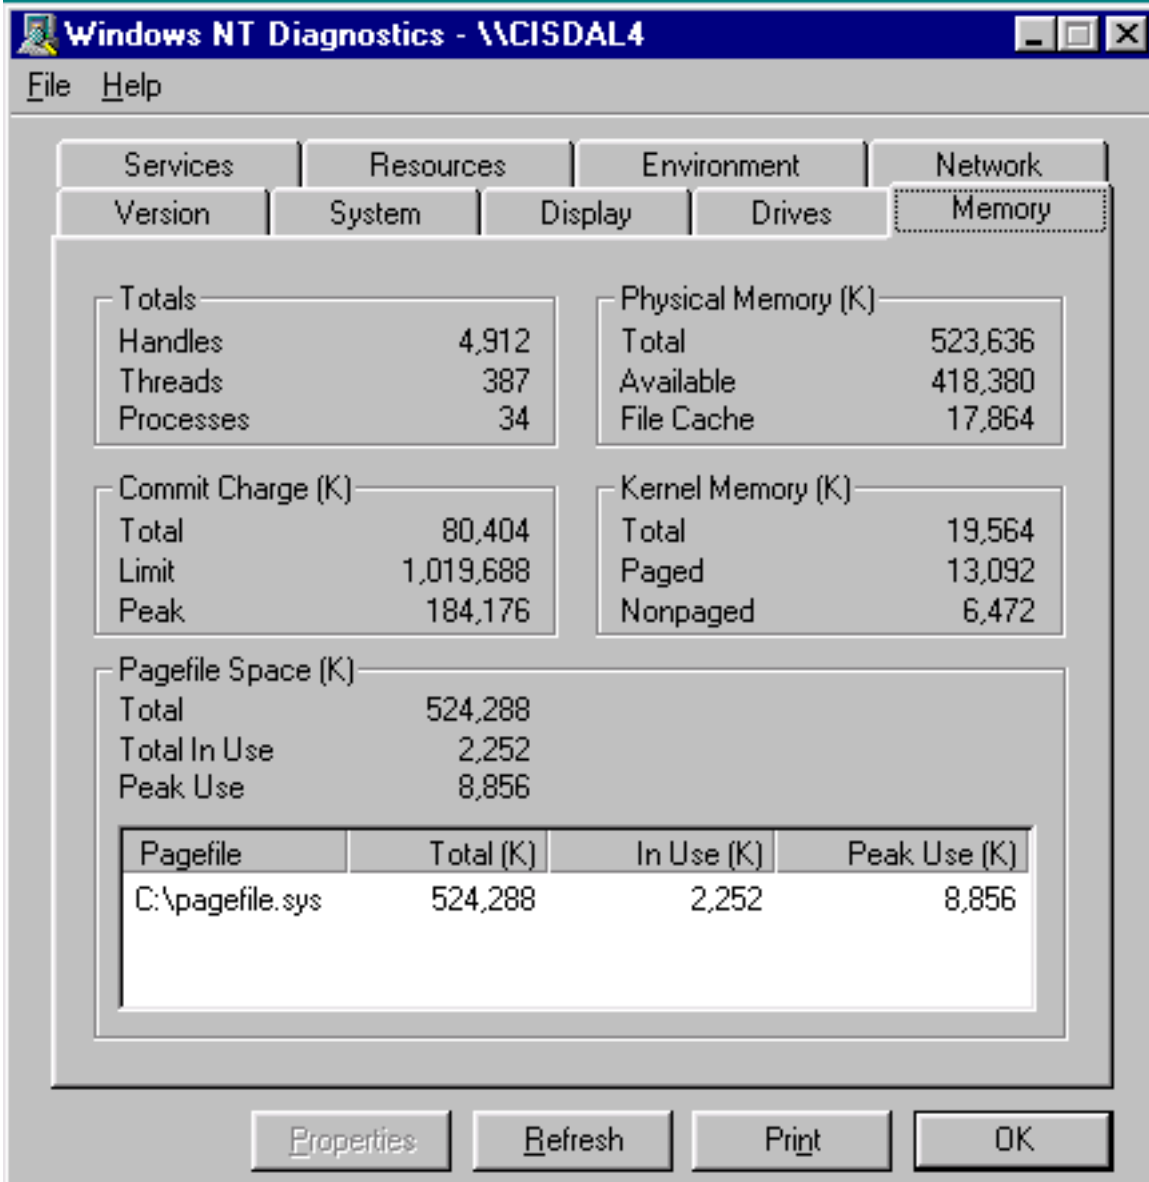 Windows NT Diagnostics - \\CISDAL4
File Help
Services Resources Environment Network
Version System Display Drives Memory
Totals
Handles 4,912
Threads 387
Processes 34
Physical Memory (K)
Total 523,636
Available 418,380
File Cache 17,864
Commit Charge (K)
Total 80,404
Limit 1,019,688
Peak 184,176
Kernel Memory (K)
Total 19,564
Paged 13,092
Nonpaged 6,472
Pagefile Space (K)
Total 524,288
Total In Use 2,252
Peak Use 8,856
Pagefile Total (K) In Use (K) Peak Use (K)
C:\pagefile.sys 524,288 2,252 8,856
Properties Refresh Print OK